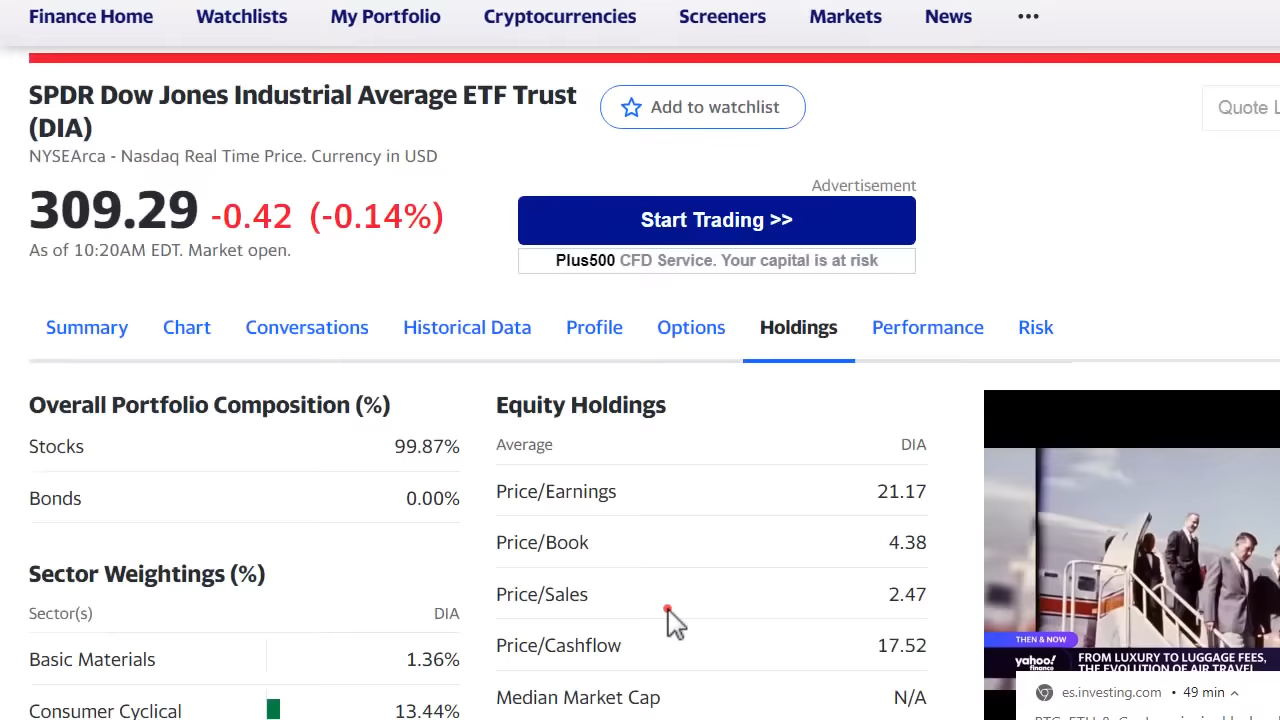 Finance Home Watchlists My Portfolio Cryptocurrencies Screeners Markets News •••
SPDR Dow Jones Industrial Average ETF Trust
(DIA)
Add to watchlist
Quote L
NYSEArca - Nasdaq Real Time Price. Currency in USD
309.29 -0.42 (-0.14%)
As of 10:20AM EDT. Market open.
Advertisement
Start Trading >>
Plus500 CFD Service. Your capital is at risk
Summary Chart Conversations Historical Data Profile Options Holdings Performance Risk
Overall Portfolio Composition (%)
Stocks 99.87%
Bonds 0.00%
Sector Weightings (%)
Sector(s) DIA
Basic Materials 1.36%
Consumer Cyclical 13.44%
Equity Holdings
Average DIA
Price/Earnings 21.17
Price/Book 4.38
Price/Sales 2.47
Price/Cashflow 17.52
Median Market Cap N/A
THEN & NOW
yahoo!
finance
FROM LUXURY TO LUGGAGE FEES,
THE EVOLUTION OF AIR TRAVEL
es.investing.com • 49 min